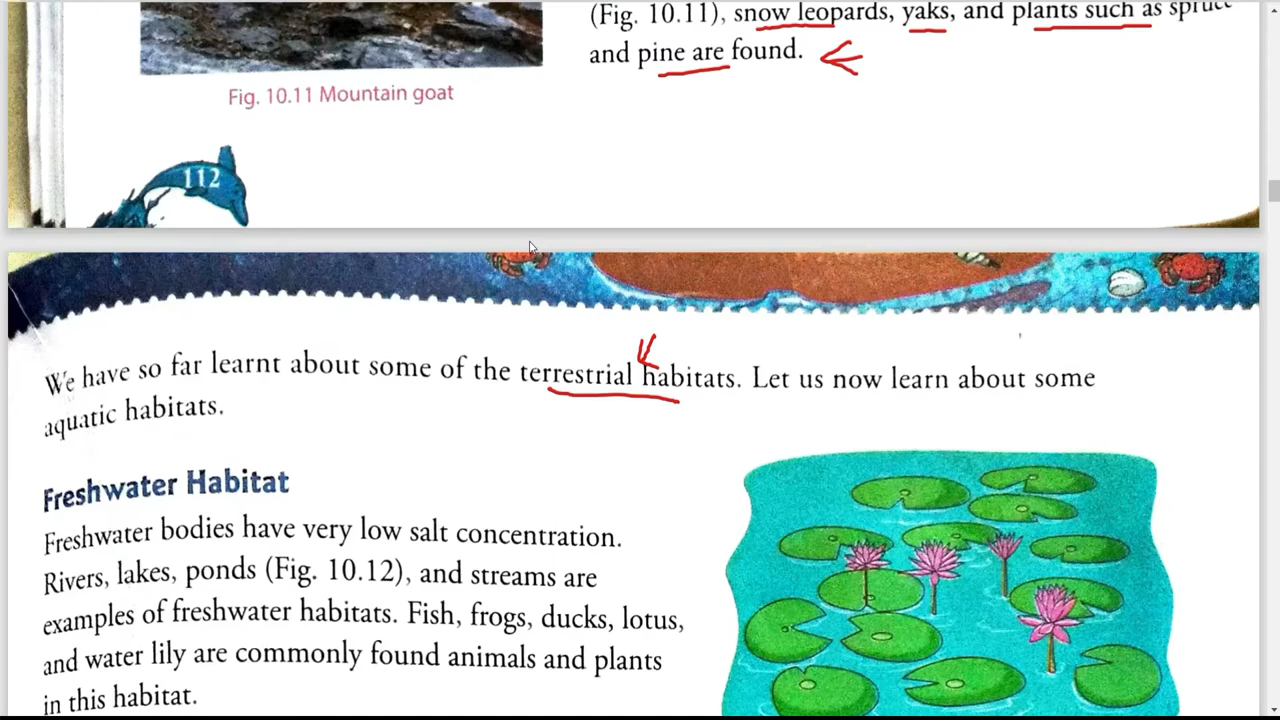 (Fig. 10.11), snow leopards, yaks, and plants such as spruce
and pine are found.
Fig. 10.11 Mountain goat
112
We have so far learnt about some of the terrestrial habitats. Let us now learn about some
aquatic habitats.
Freshwater Habitat
Freshwater bodies have very low salt concentration.
Rivers, lakes, ponds (Fig. 10.12), and streams are
examples of freshwater habitats. Fish, frogs, ducks, lotus,
and water lily are commonly found animals and plants
in this habitat.